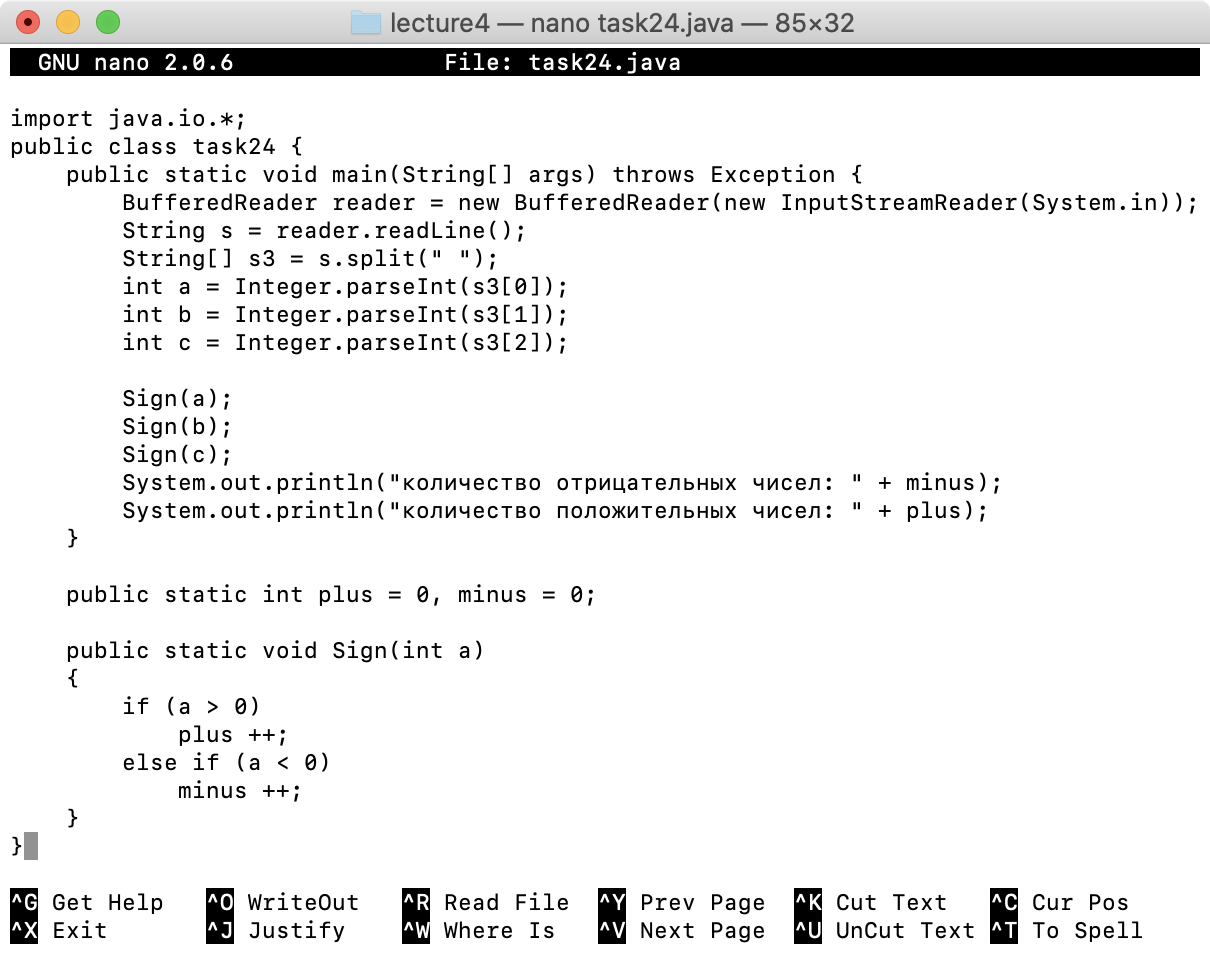 lecture4 — nano task24.java — 85×32
GNU nano 2.0.6 File: task24.java
import java.io.*;
public class task24 {
    public static void main(String[] args) throws Exception {
        BufferedReader reader = new BufferedReader(new InputStreamReader(System.in));
        String s = reader.readLine();
        String[] s3 = s.split(" ");
        int a = Integer.parseInt(s3[0]);
        int b = Integer.parseInt(s3[1]);
        int c = Integer.parseInt(s3[2]);
        Sign(a);
        Sign(b);
        Sign(c);
        System.out.println("количество отрицательных чисел: " + minus);
        System.out.println("количество положительных чисел: " + plus);
    }
    public static int plus = 0, minus = 0;
    public static void Sign(int a)
    {
        if (a > 0)
            plus ++;
        else if (a < 0)
            minus ++;
    }
}
^G Get Help ^O WriteOut ^R Read File ^Y Prev Page ^K Cut Text ^C Cur Pos
^X Exit ^J Justify ^W Where Is ^V Next Page ^U UnCut Text ^T To Spell